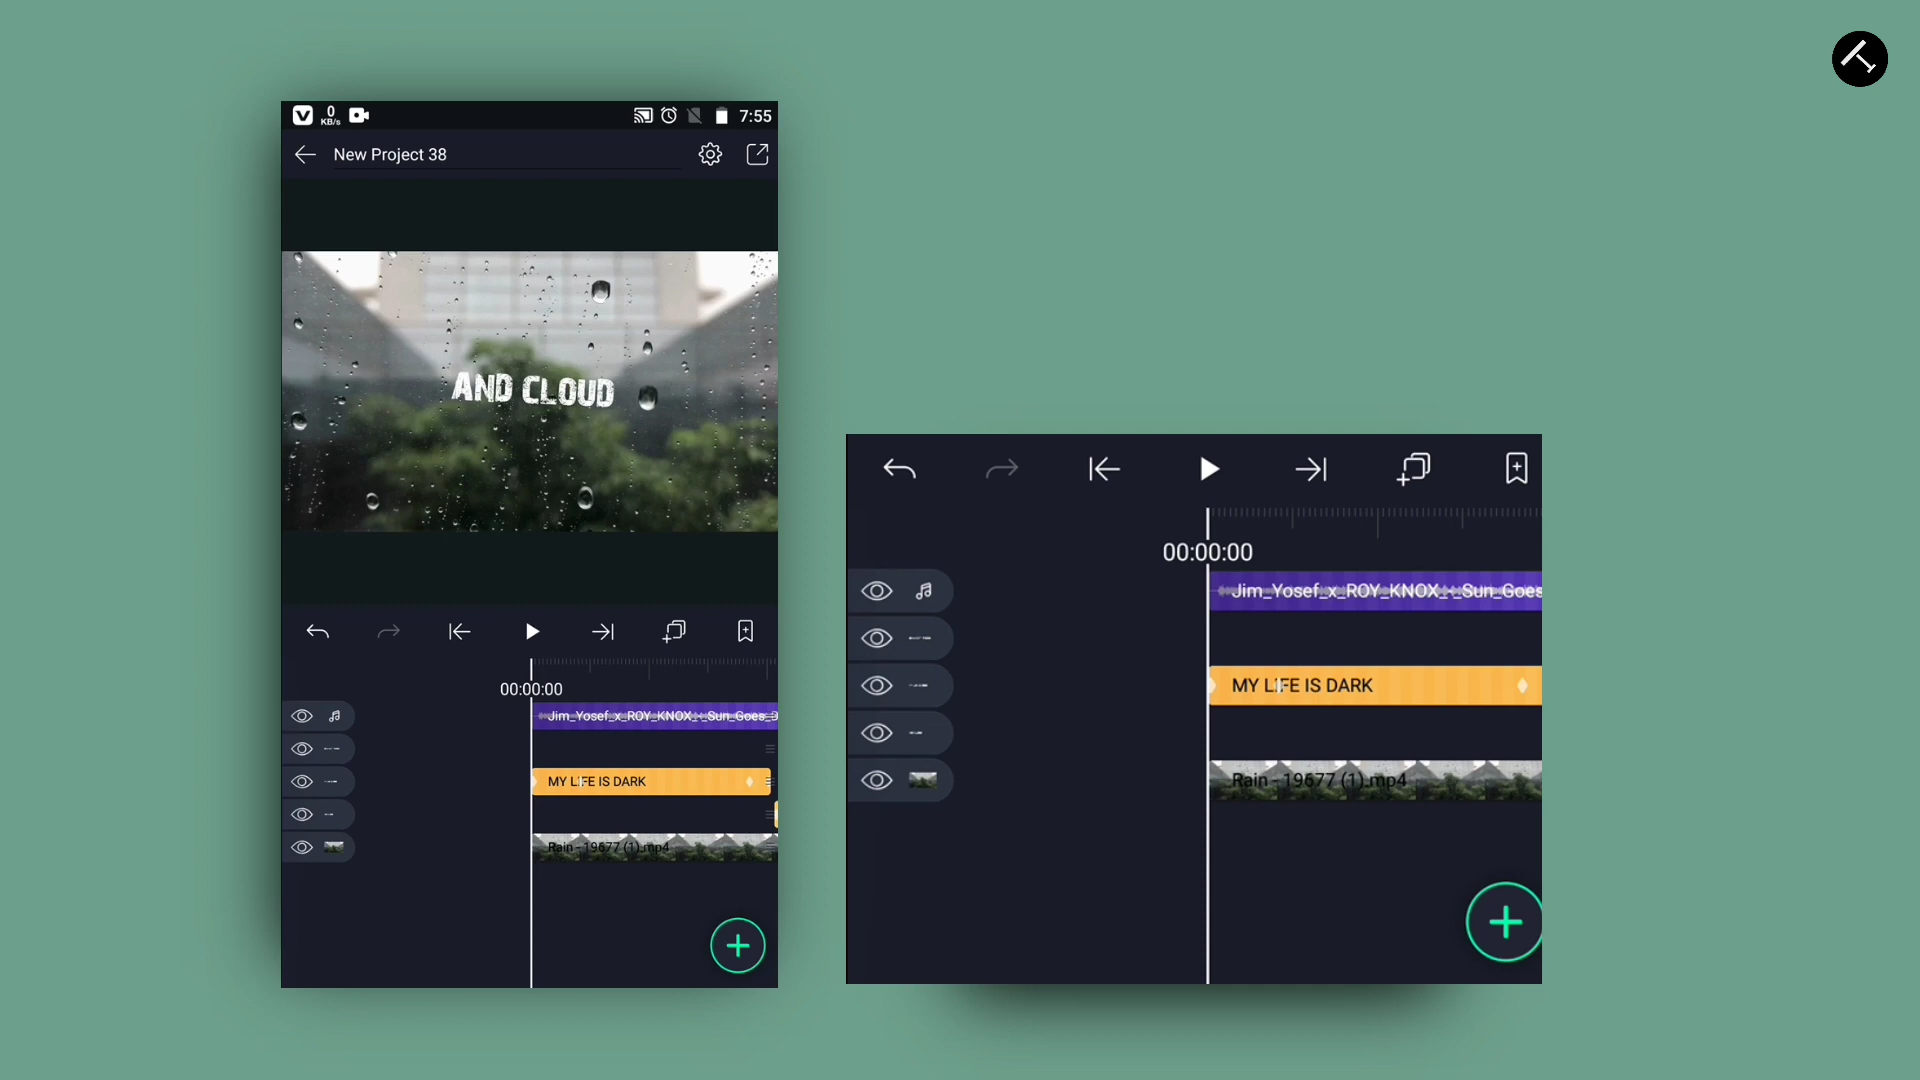 0
KB/s
7:55
New Project 38
AND CLOUD
00:00:00
Jim_Yosef_x_ROY_KNOX_-_Sun_Goes_D
MY LIFE IS DARK
Rain - 19677 (1).mp4
00:00:00
Jim_Yosef_x_ROY_KNOX_-_Sun_Goes
MY LIFE IS DARK
Rain - 19677 (1).mp4